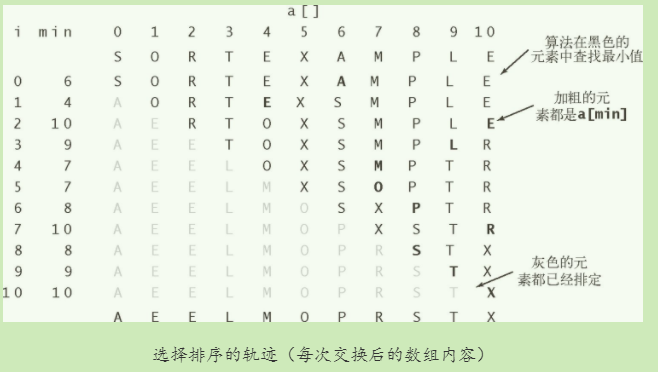 a[]
i min 0 1 2 3 4 5 6 7 8 9 10
S O R T E X A M P L E
0 6 S O R T E X A M P L E
1 4 A O R T E X S M P L E
2 10 A E R T O X S M P L E
3 9 A E E T O X S M P L R
4 7 A E E L O X S M P T R
5 7 A E E L M X S O P T R
6 8 A E E L M O S X P T R
7 10 A E E L M O P X S T R
8 8 A E E L M O P R S T X
9 9 A E E L M O P R S T X
10 10 A E E L M O P R S T X
A E E L M O P R S T X
算法在黑色的
元素中查找最小值
加粗的元
素都是a[min]
灰色的元
素都已经排定
选择排序的轨迹（每次交换后的数组内容）